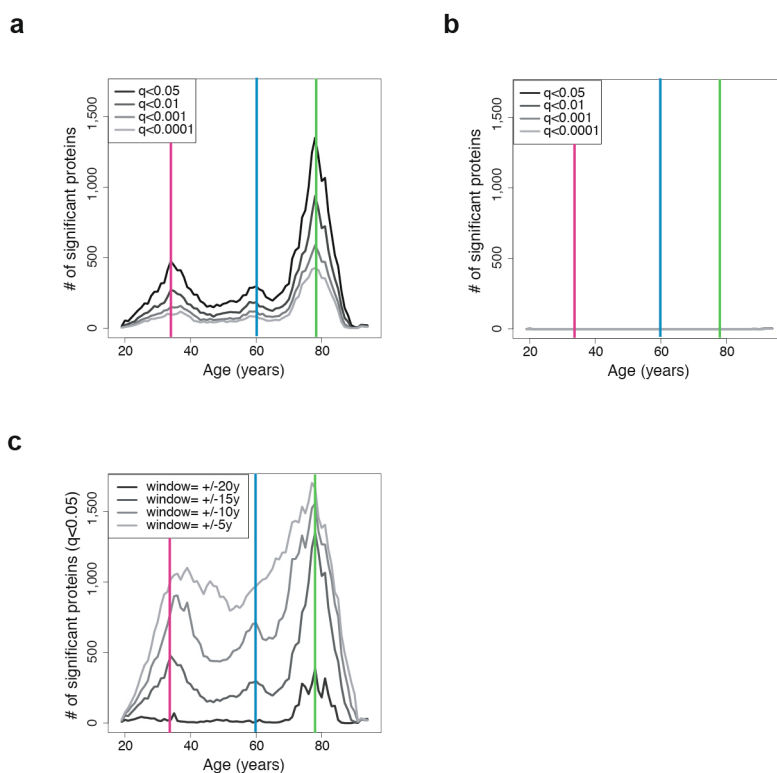 a
# of significant proteins
q<0.05
q<0.01
q<0.001
q<0.0001
0
500
1,000
1,500
20
40
60
80
Age (years)
b
# of significant proteins
q<0.05
q<0.01
q<0.001
q<0.0001
0
500
1,000
1,500
20
40
60
80
Age (years)
c
# of significant proteins (q<0.05)
window= +/-20y
window= +/-15y
window= +/-10y
window= +/-5y
0
500
1,000
1,500
20
40
60
80
Age (years)